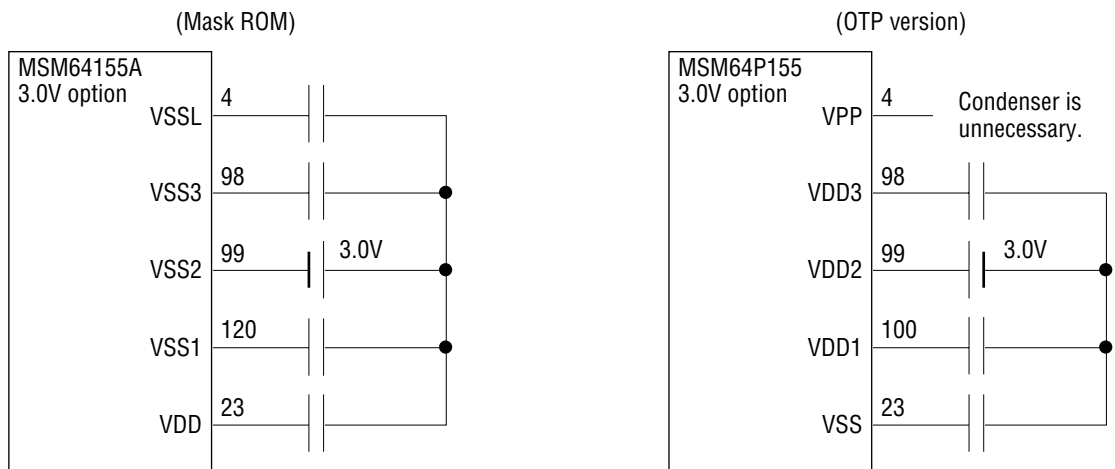 (Mask ROM)
MSM64155A
3.0V option
VSSL
4
VSS3
98
VSS2
99
3.0V
VSS1
120
VDD
23
(OTP version)
MSM64P155
3.0V option
VPP
4
Condenser is
unnecessary.
VDD3
98
VDD2
99
3.0V
VDD1
100
VSS
23